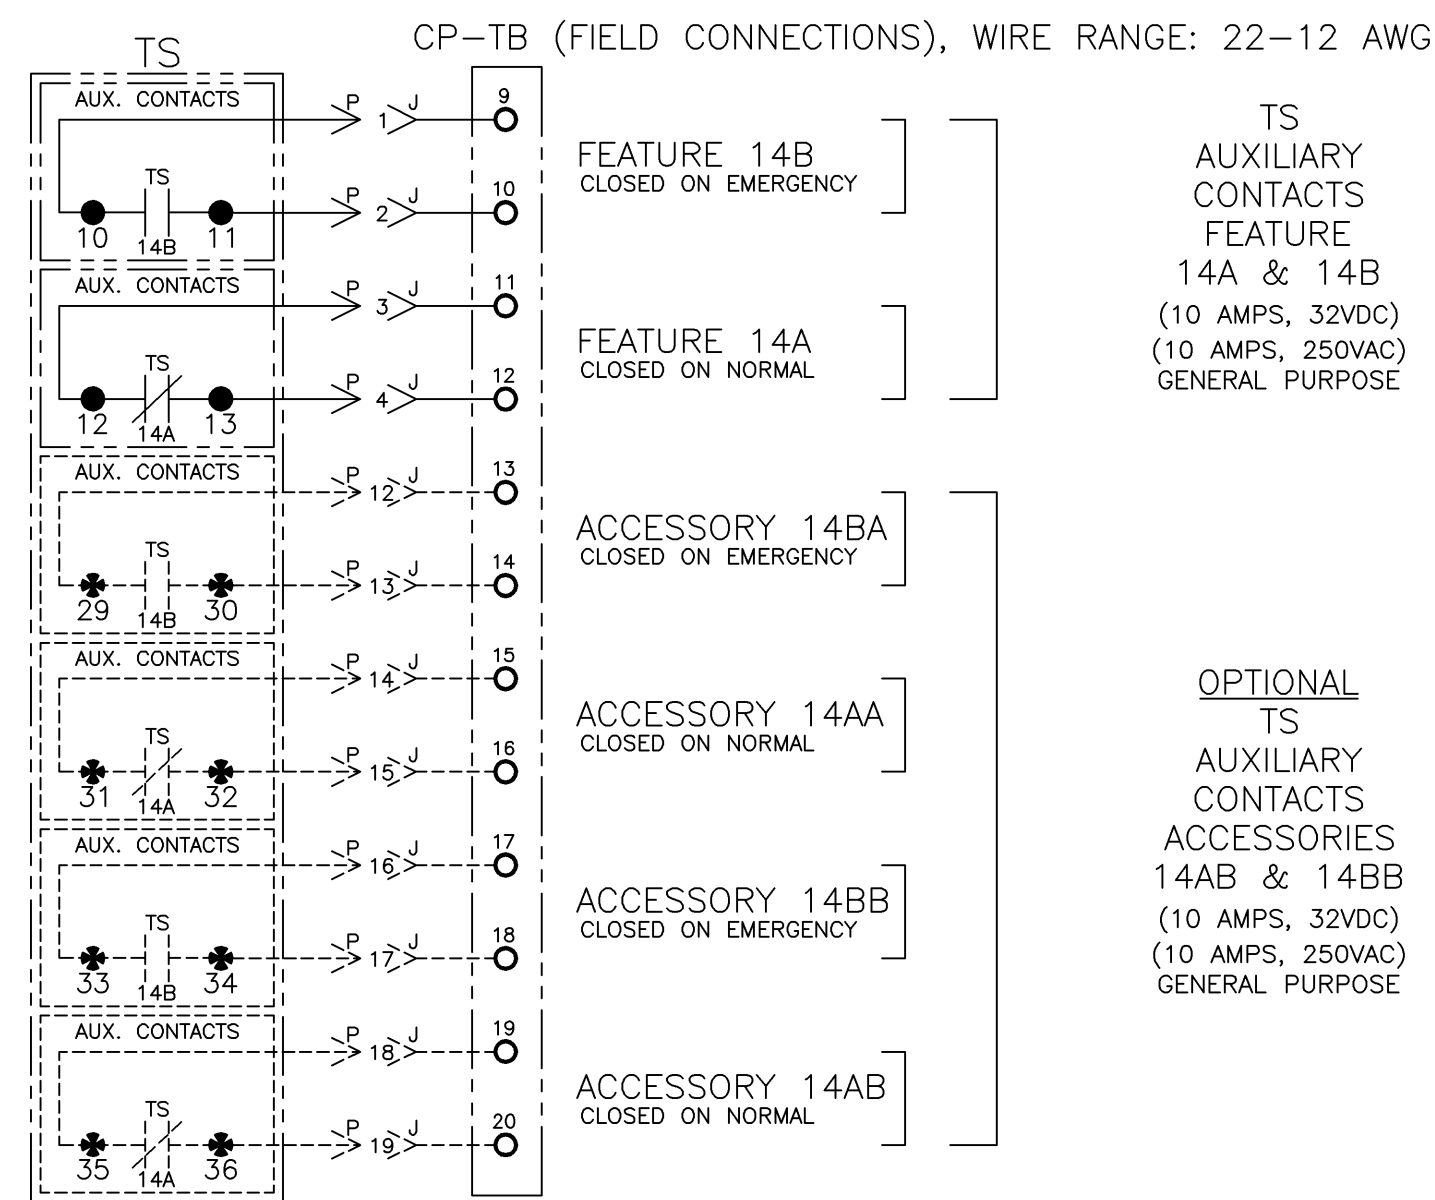 TS
CP-TB (FIELD CONNECTIONS), WIRE RANGE: 22-12 AWG
AUX. CONTACTS
P 1 J 9
TS
10 14B 11
P 2 J 10
FEATURE 14B
CLOSED ON EMERGENCY
AUX. CONTACTS
P 3 J 11
TS
12 14A 13
P 4 J 12
FEATURE 14A
CLOSED ON NORMAL
TS
AUXILIARY
CONTACTS
FEATURE
14A & 14B
(10 AMPS, 32VDC)
(10 AMPS, 250VAC)
GENERAL PURPOSE
AUX. CONTACTS
P 12 J 13
TS
29 14B 30
P 13 J 14
ACCESSORY 14BA
CLOSED ON EMERGENCY
AUX. CONTACTS
P 14 J 15
TS
31 14A 32
P 15 J 16
ACCESSORY 14AA
CLOSED ON NORMAL
AUX. CONTACTS
P 16 J 17
TS
33 14B 34
P 17 J 18
ACCESSORY 14BB
CLOSED ON EMERGENCY
AUX. CONTACTS
P 18 J 19
TS
35 14A 36
P 19 J 20
ACCESSORY 14AB
CLOSED ON NORMAL
OPTIONAL
TS
AUXILIARY
CONTACTS
ACCESSORIES
14AB & 14BB
(10 AMPS, 32VDC)
(10 AMPS, 250VAC)
GENERAL PURPOSE